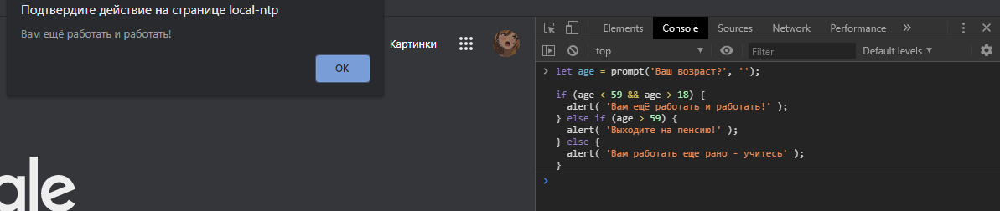 Подтвердите действие на странице local-ntp
Вам ещё работать и работать!
OK
Картинки
gle
Elements Console Sources Network Performance »
top Filter Default levels
let age = prompt('Ваш возраст?', '');
if (age < 59 && age > 18) {
alert( 'Вам ещё работать и работать!' );
} else if (age > 59) {
alert( 'Выходите на пенсию!' );
} else {
alert( 'Вам работать еще рано - учитесь' );
}